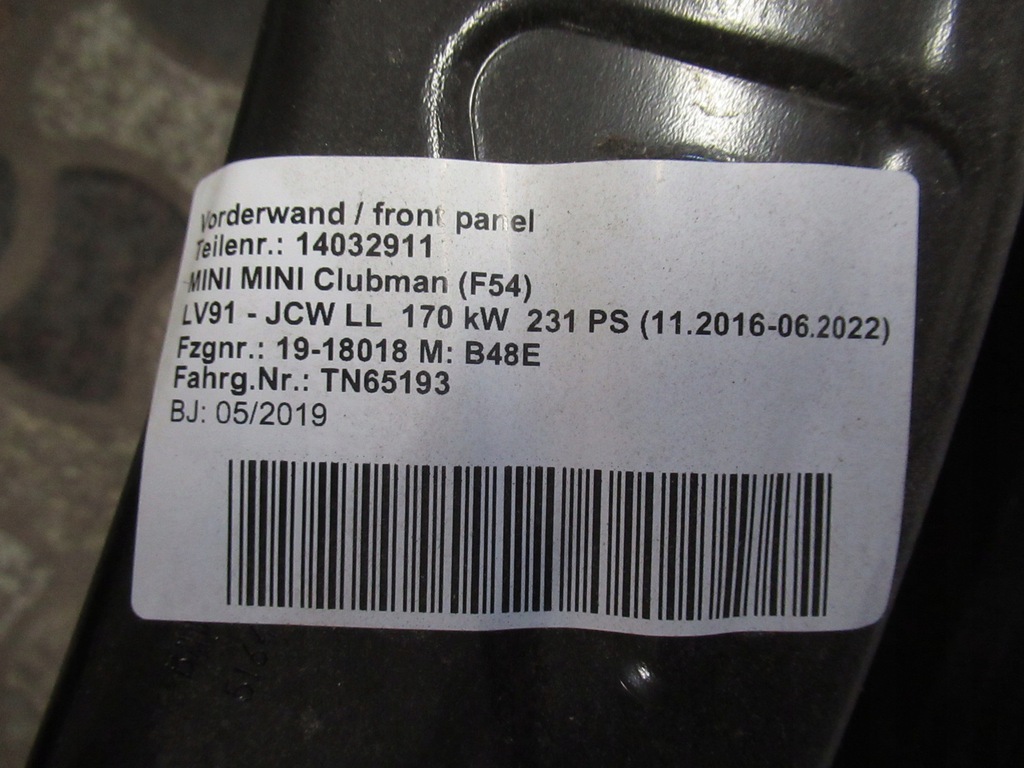 Vorderwand / front panel
Teilenr.: 14032911
MINI MINI Clubman (F54)
LV91 - JCW LL 170 kW 231 PS (11.2016-06.2022)
Fzgnr.: 19-18018 M: B48E
Fahrg.Nr.: TN65193
BJ: 05/2019